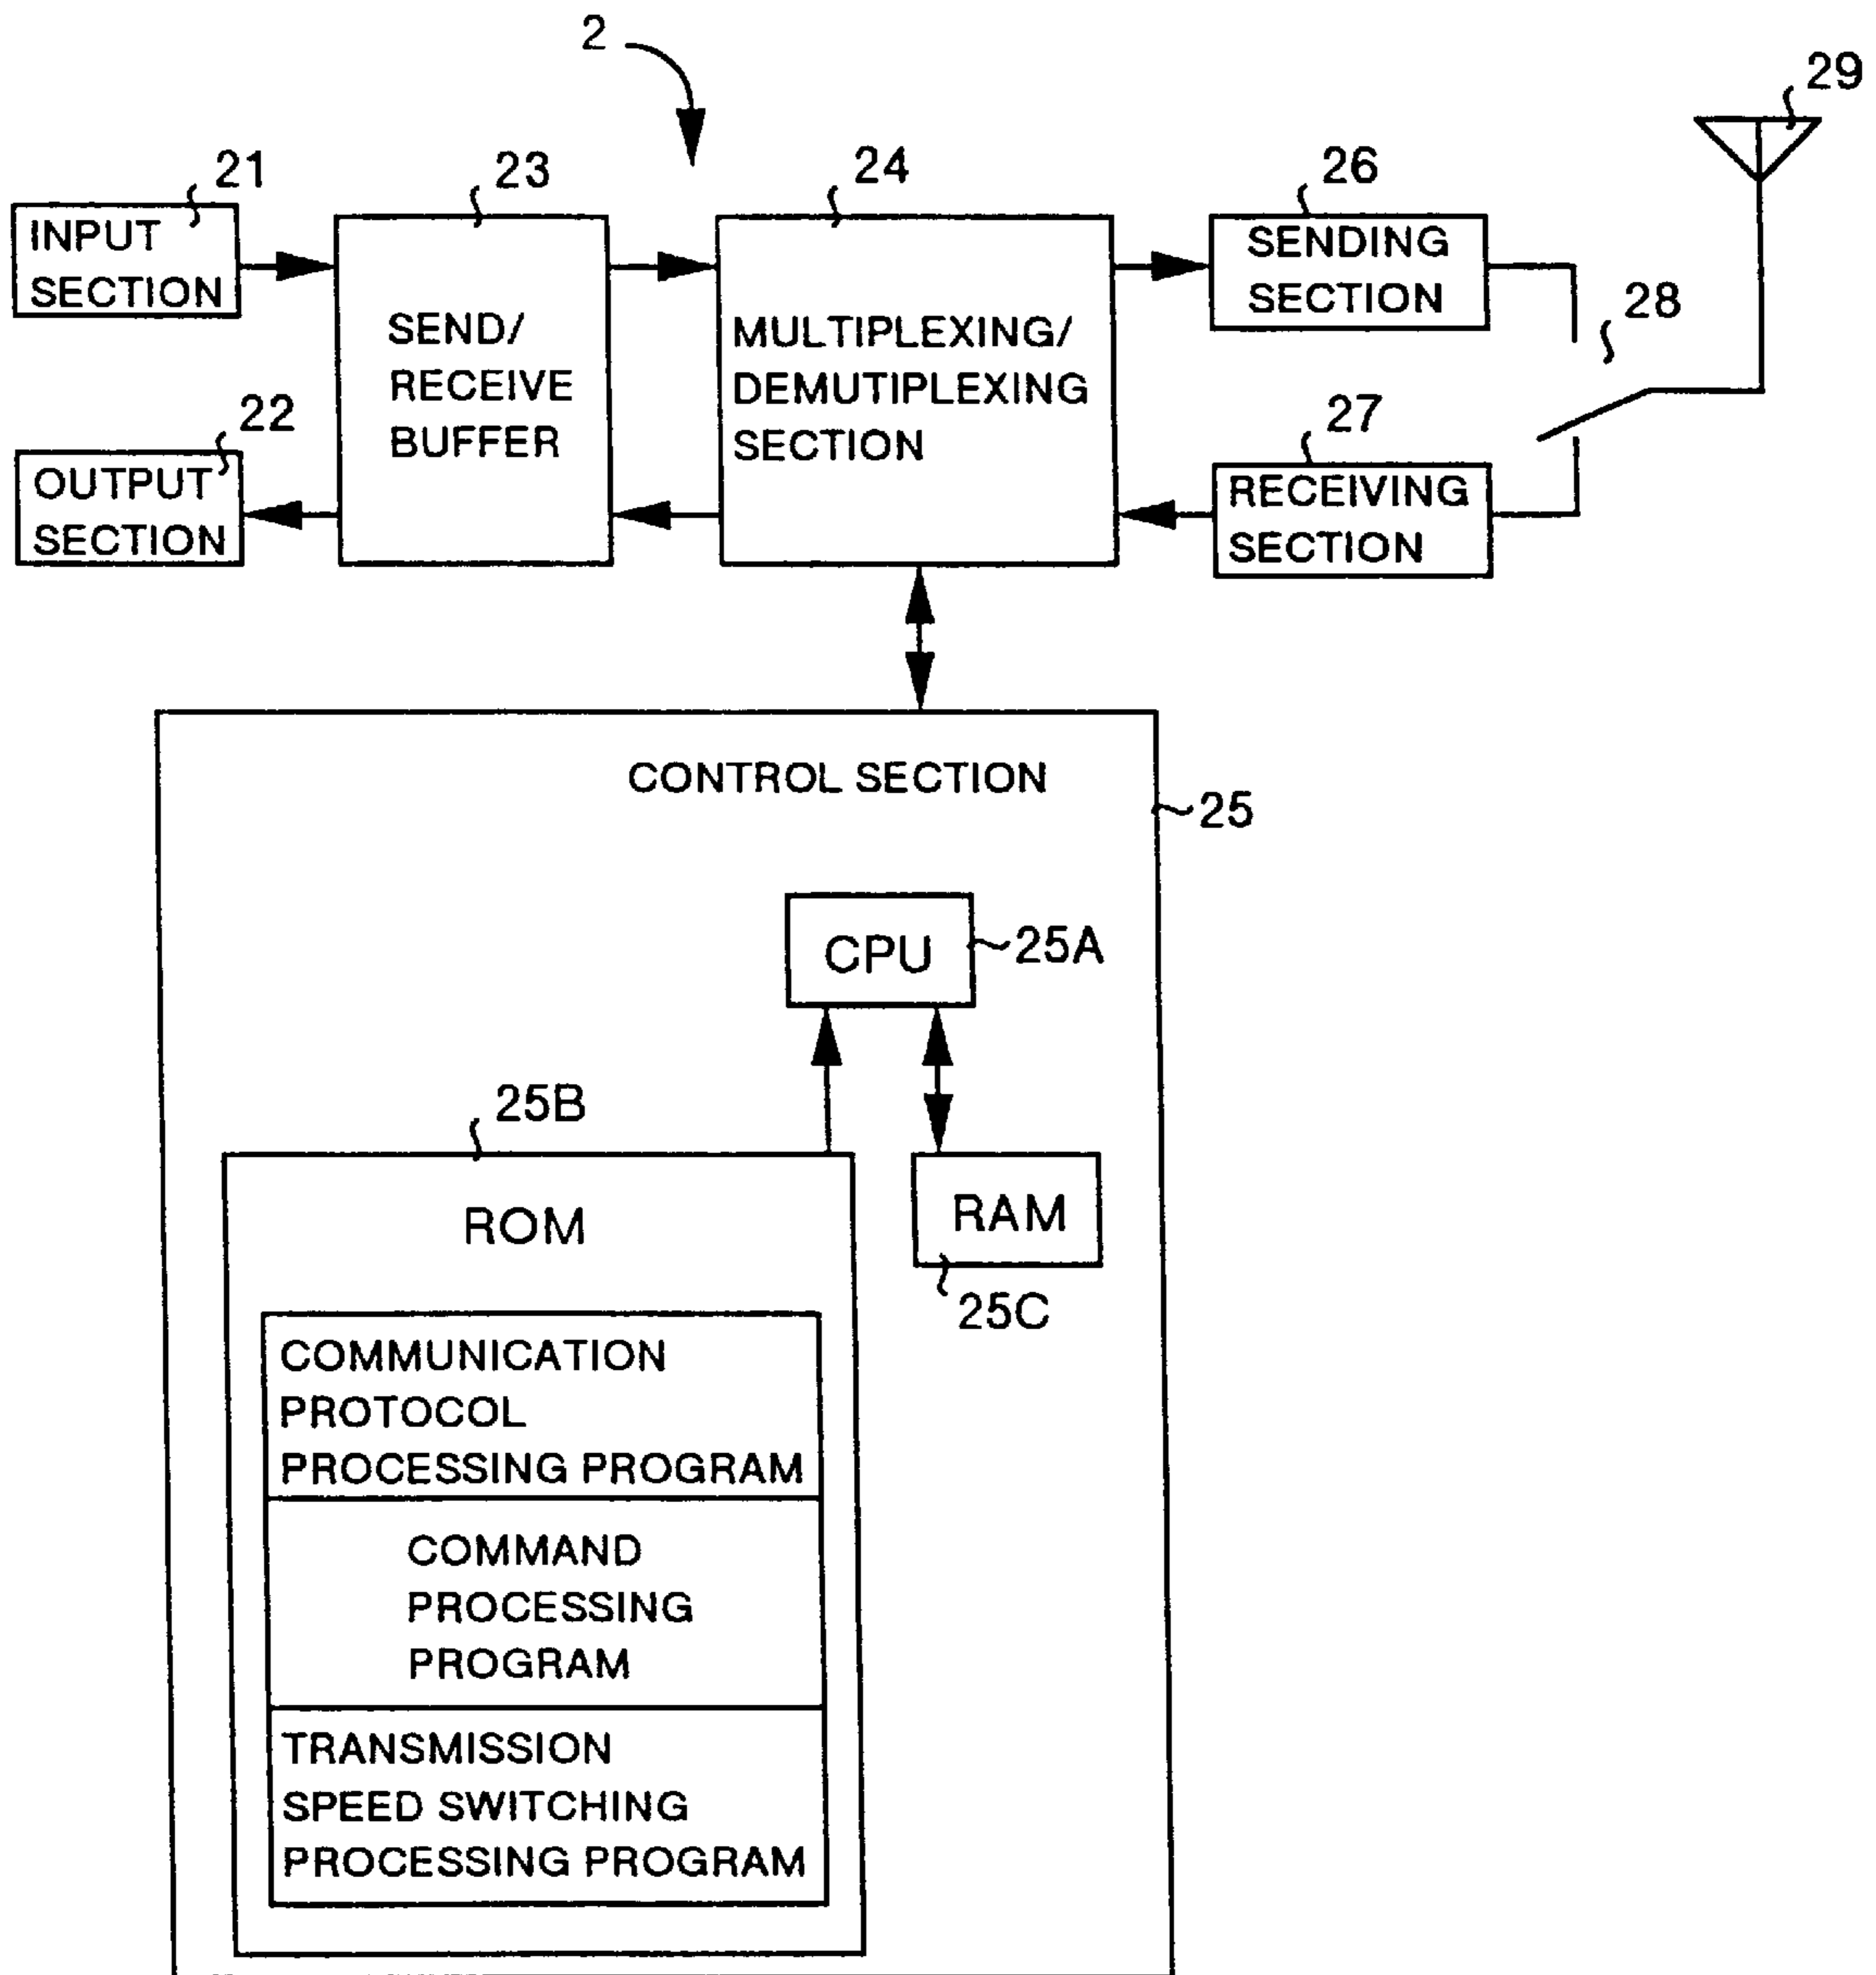 2
29
21
23
24
26
INPUT
SECTION
SENDING
SECTION
28
SEND/
RECEIVE
BUFFER
MULTIPLEXING/
DEMUTIPLEXING
SECTION
22
27
OUTPUT
SECTION
RECEIVING
SECTION
CONTROL SECTION
25
CPU
25A
25B
ROM
RAM
25C
COMMUNICATION
PROTOCOL
PROCESSING PROGRAM
COMMAND
PROCESSING
PROGRAM
TRANSMISSION
SPEED SWITCHING
PROCESSING PROGRAM